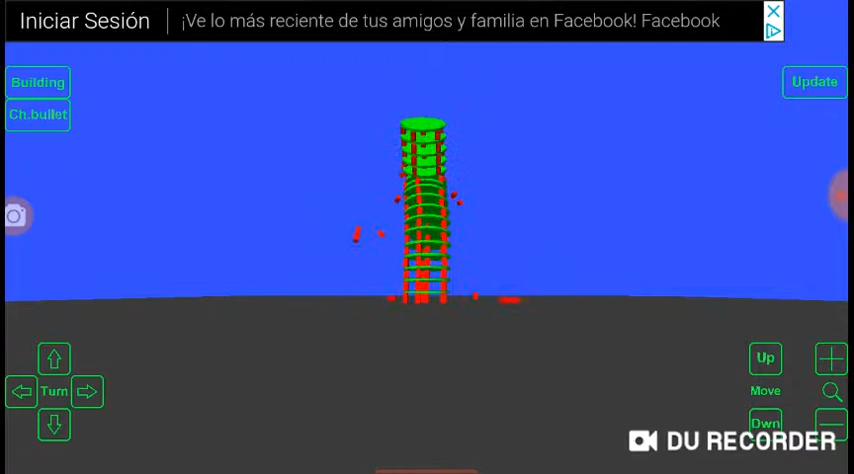 Iniciar Sesión
¡Ve lo más reciente de tus amigos y familia en Facebook! Facebook
Building
Update
Ch.bullet
Up
Turn
Move
Dwn
DU RECORDER